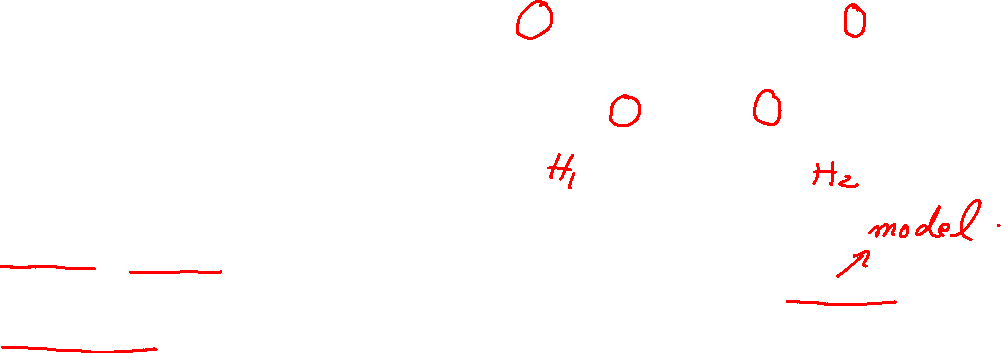 H₁ H₂
model.